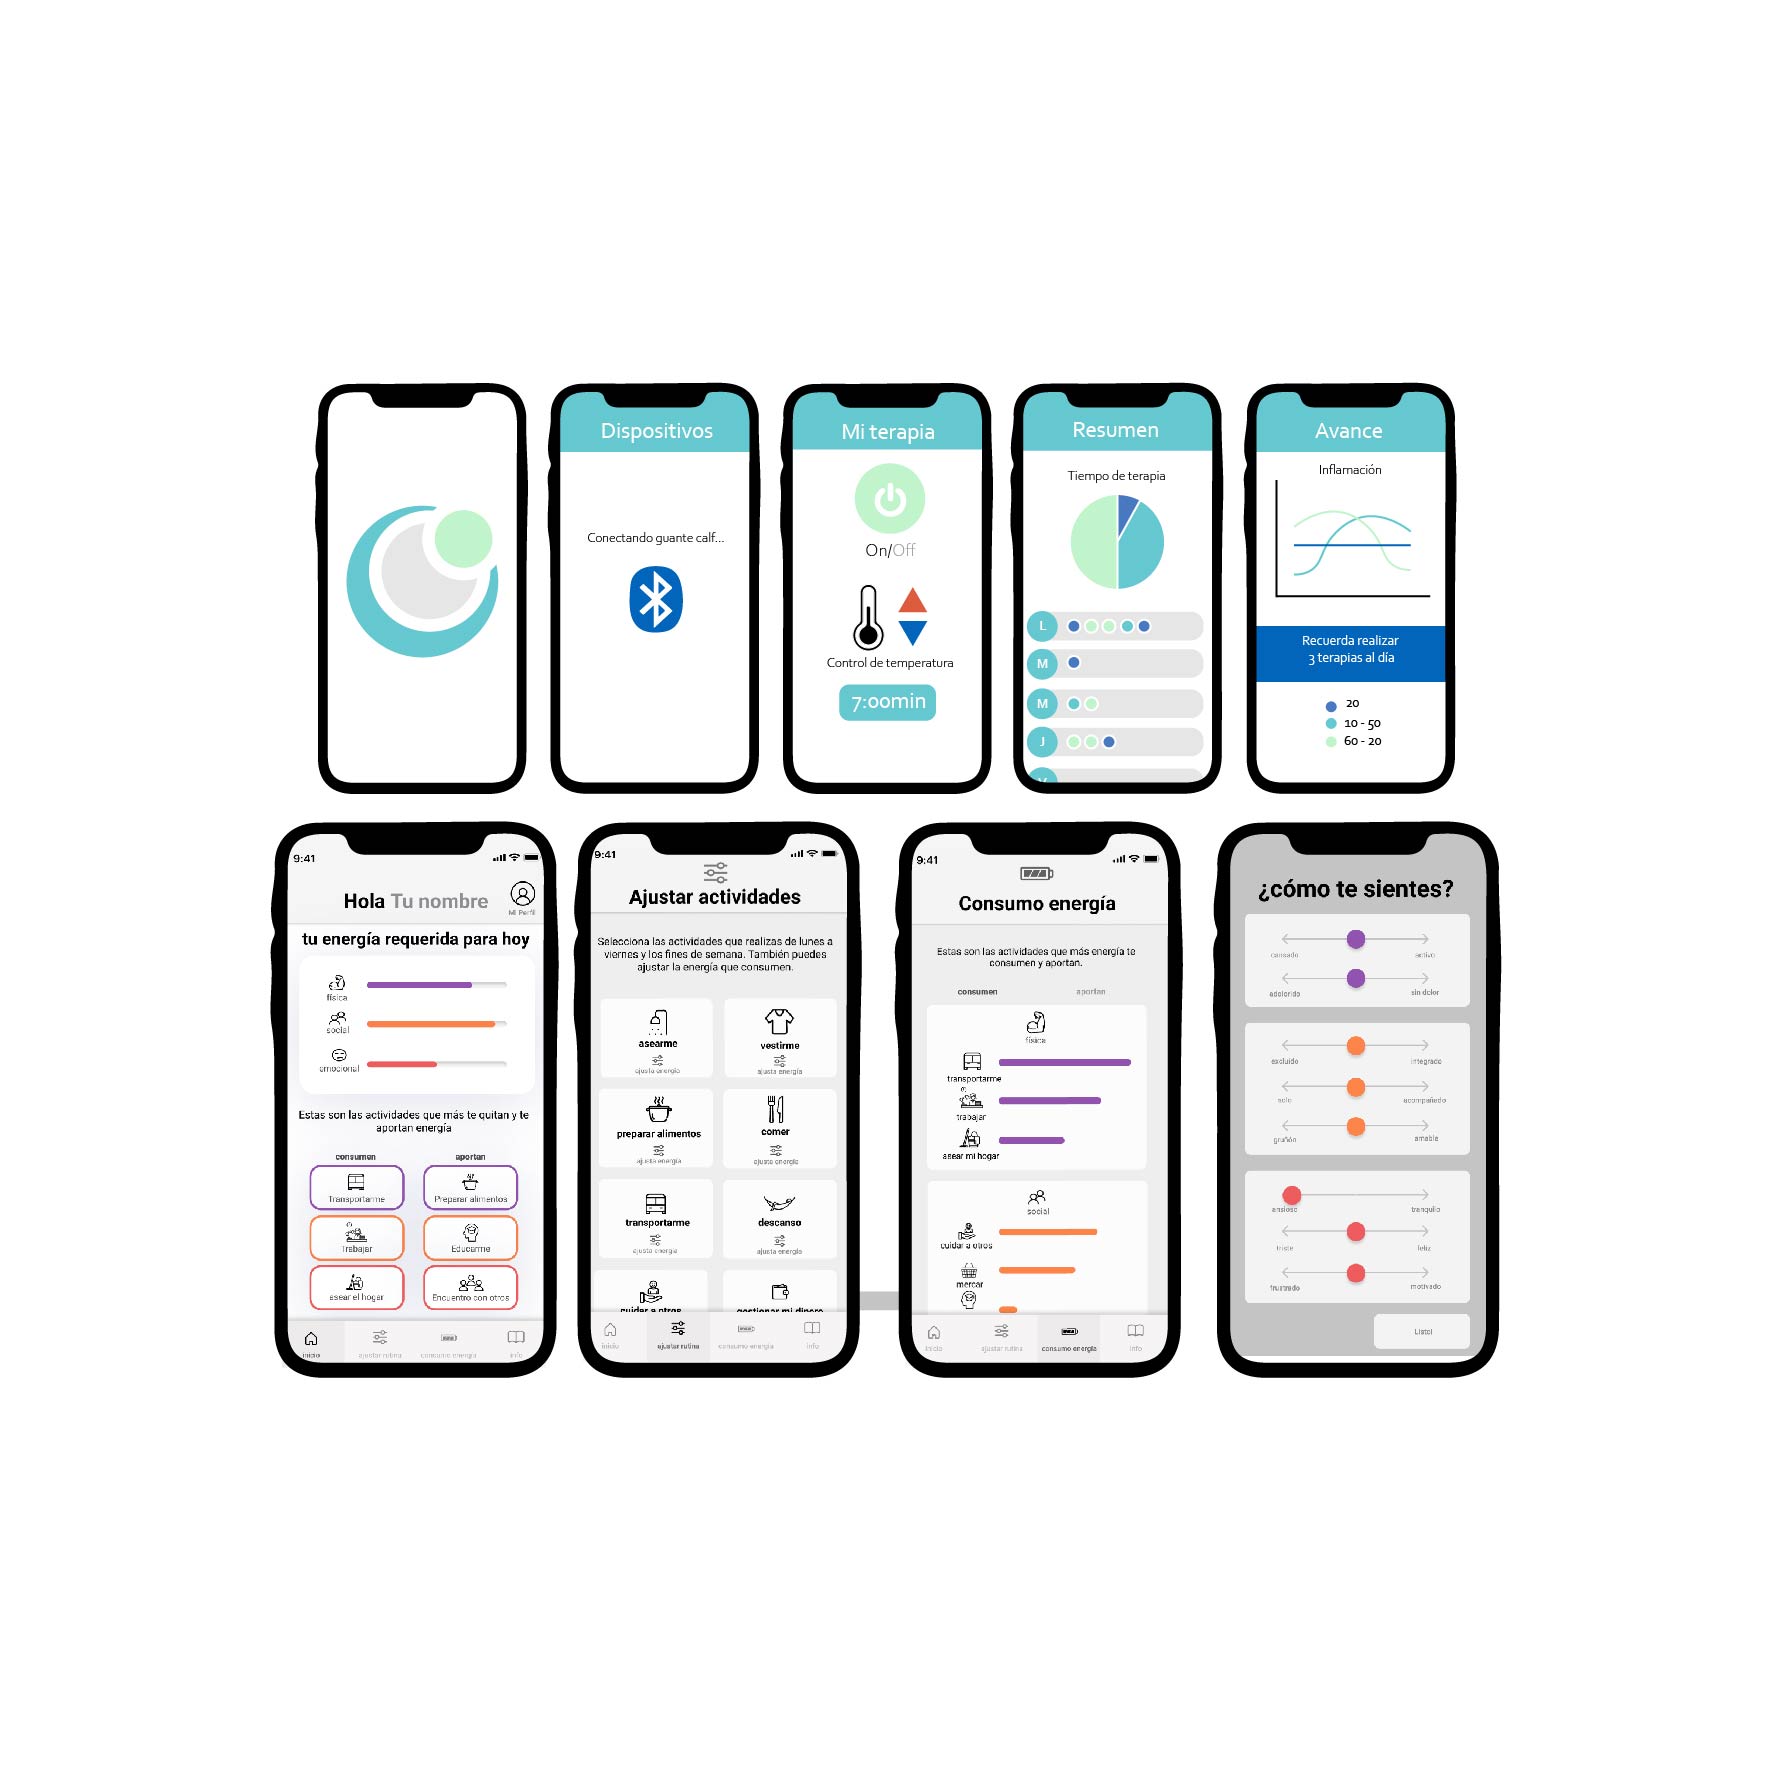 Dispositivos
Conectando guante calf...
Mi terapia
On/Off
Control de temperatura
7:00min
Resumen
Tiempo de terapia
L
M
M
J
Avance
Inflamación
Recuerda realizar
3 terapias al día
20
10 - 50
60 - 20
9:41
Hola Tu nombre
Mi Perfil
tu energía requerida para hoy
física
social
emocional
Estas son las actividades que más te quitan y te
aportan energía
consumen aportan
Transportarme Preparar alimentos
Trabajar Educarme
asear el hogar Encuentro con otros
inicio ajustar rutina consumo energía info
9:41
Ajustar actividades
Selecciona las actividades que realizas de lunes a
viernes y los fines de semana. También puedes
ajustar la energía que consumen.
asearme vestirme
ajusta energía ajusta energía
preparar alimentos comer
ajusta energía ajusta energía
transportarme descanso
ajusta energía ajusta energía
cuidar a otros gestionar mi dinero
inicio ajustar rutina consumo energía info
9:41
Consumo energía
Estas son las actividades que más energía te
consumen y aportan.
consumen aportan
física
transportarme
trabajar
asear mi hogar
social
cuidar a otros
mercar
inicio ajustar rutina consumo energía info
¿cómo te sientes?
cansado activo
adolorido sin dolor
excluido integrado
solo acompañado
gruñón amable
ansioso tranquilo
triste feliz
frustrado motivado